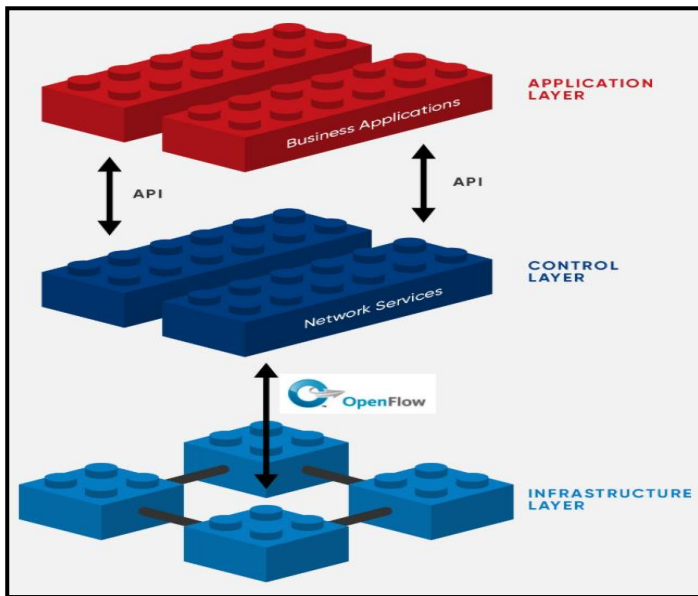 APPLICATION
LAYER
Business Applications
API
API
CONTROL
LAYER
Network Services
OpenFlow
INFRASTRUCTURE
LAYER